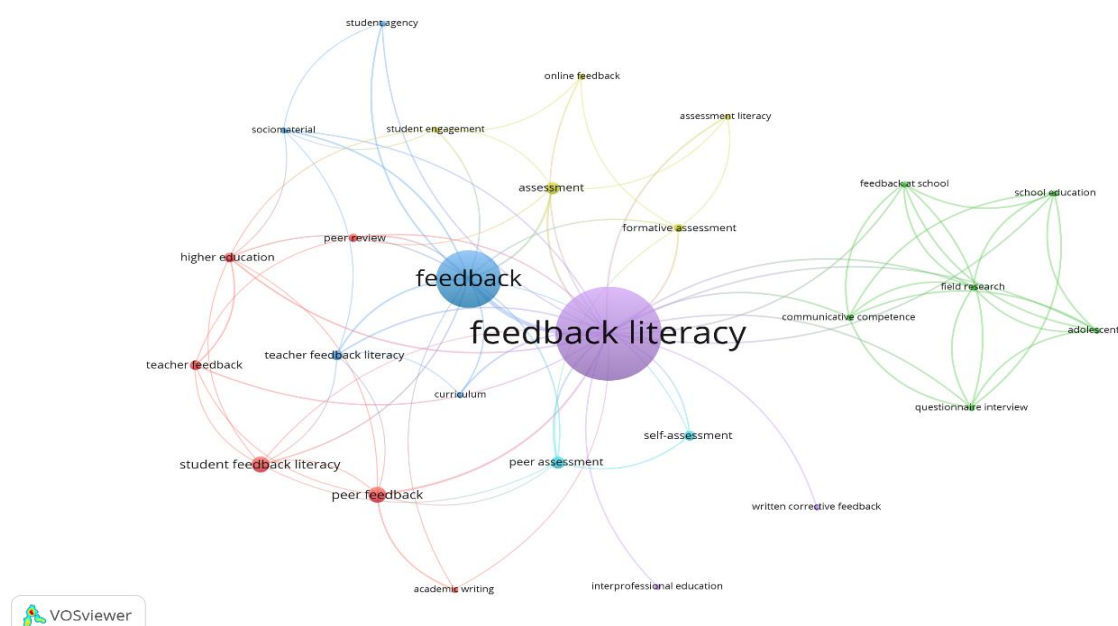 student agency
online feedback
assessment literacy
sociomaterial
student engagement
assessment
feedback at school
school education
formative assessment
peer review
higher education
feedback
field research
communicative competence
adolescent
feedback literacy
teacher feedback literacy
teacher feedback
curriculum
questionnaire interview
self-assessment
peer assessment
student feedback literacy
peer feedback
written corrective feedback
academic writing
interprofessional education
VOSviewer